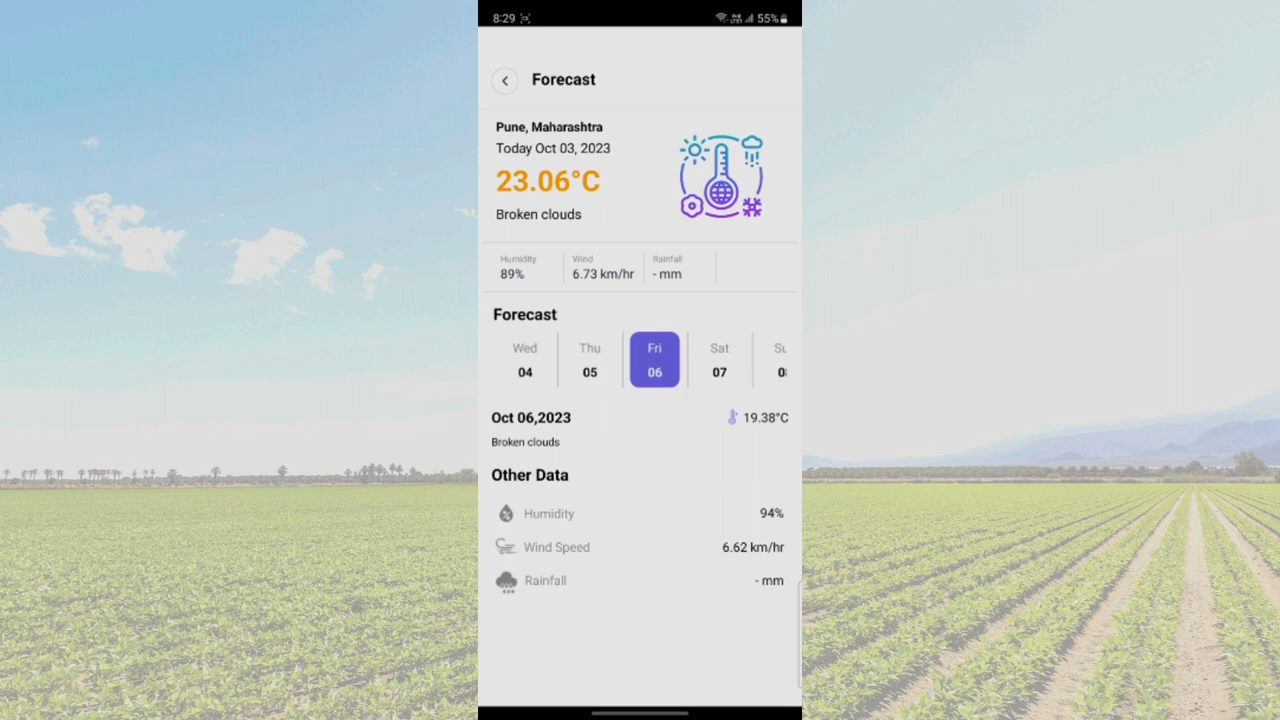 8:29 55%
Forecast
Pune, Maharashtra
Today Oct 03, 2023
23.06°C
Broken clouds
Humidity Wind Rainfall
89% 6.73 km/hr - mm
Forecast
Wed Thu Fri Sat
04 05 06 07
Oct 06,2023 19.38°C
Broken clouds
Other Data
Humidity 94%
Wind Speed 6.62 km/hr
Rainfall - mm